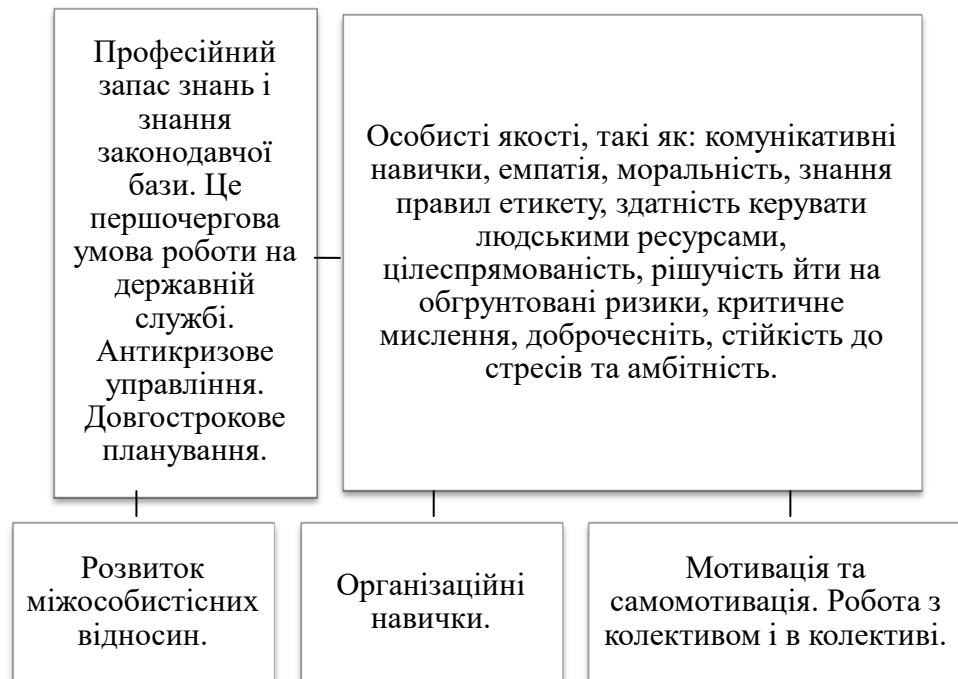 Професійний
запас знань і
знання
законодавчої
бази. Це
першочергова
умова роботи на
державній
службі.
Антикризове
управління.
Довгострокове
планування.
Особисті якості, такі як: комунікативні
навички, емпатія, моральність, знання
правил етикету, здатність керувати
людськими ресурсами,
цілеспрямованість, рішучість йти на
обгрунтовані ризики, критичне
мислення, доброчесніть, стійкість до
стресів та амбітність.
Розвиток
міжособистісних
відносин.
Організаційні
навички.
Мотивація та
самомотивація. Робота з
колективом і в колективі.